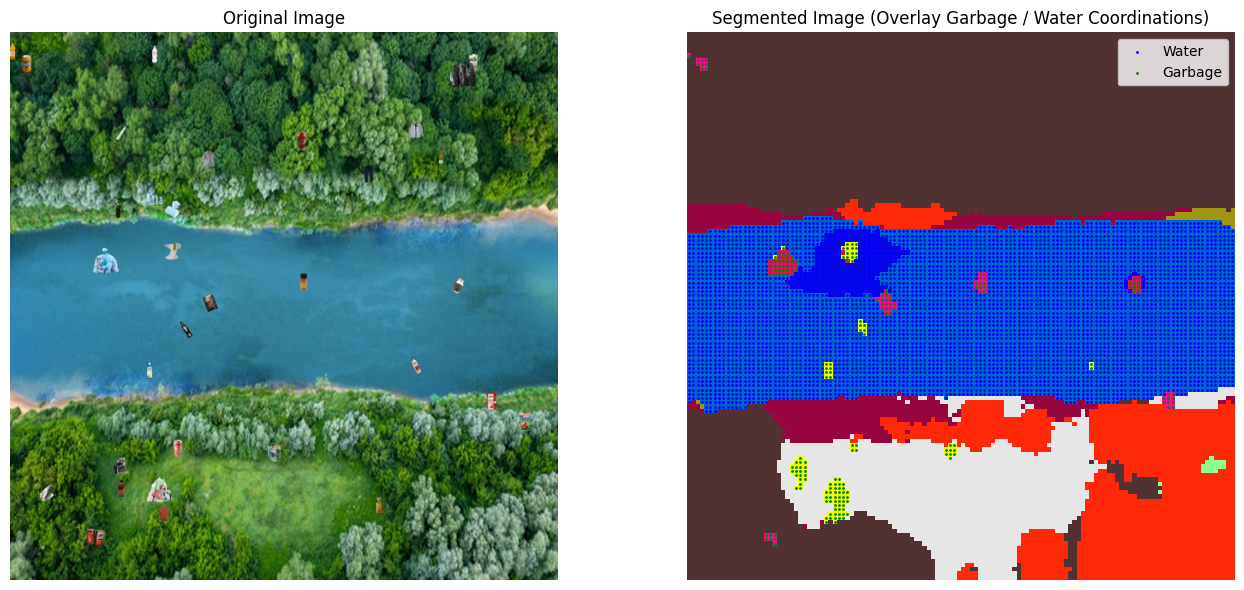 Original Image
Segmented Image (Overlay Garbage / Water Coordinations)
Water
Garbage